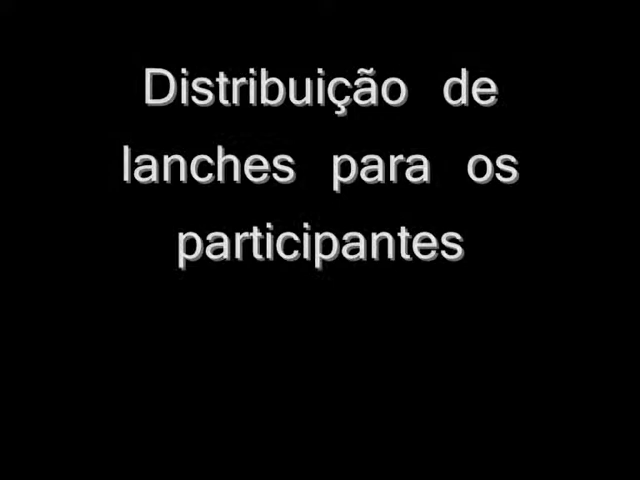 Distribuição de
lanches para os
participantes